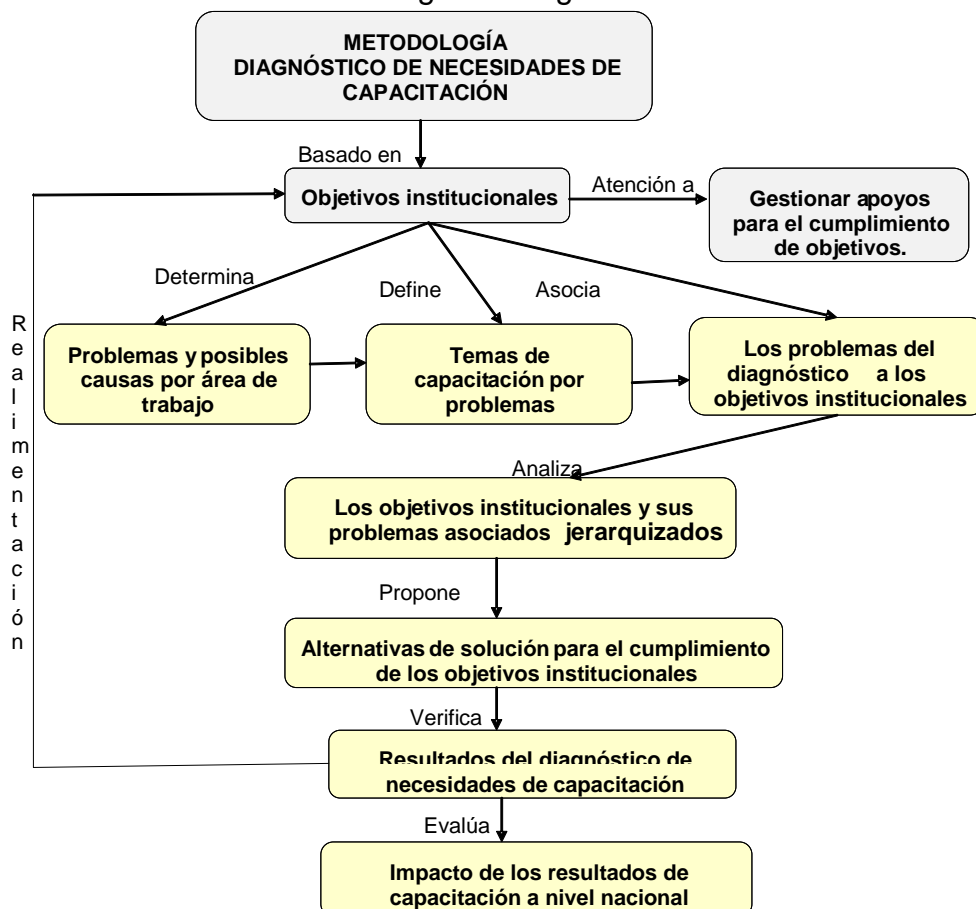 METODOLOGÍA
DIAGNÓSTICO DE NECESIDADES DE
CAPACITACIÓN
Basado en
Objetivos institucionales
Atención a
Gestionar apoyos
para el cumplimiento
de objetivos.
Determina
Define
Asocia
Problemas y posibles
causas por área de
trabajo
Temas de
capacitación por
problemas
Los problemas del
diagnóstico a los
objetivos institucionales
Analiza
Los objetivos institucionales y sus
problemas asociados jerarquizados
Propone
Alternativas de solución para el cumplimiento
de los objetivos institucionales
Verifica
Resultados del diagnóstico de
necesidades de capacitación
Evalúa
Impacto de los resultados de
capacitación a nivel nacional
Realimentación